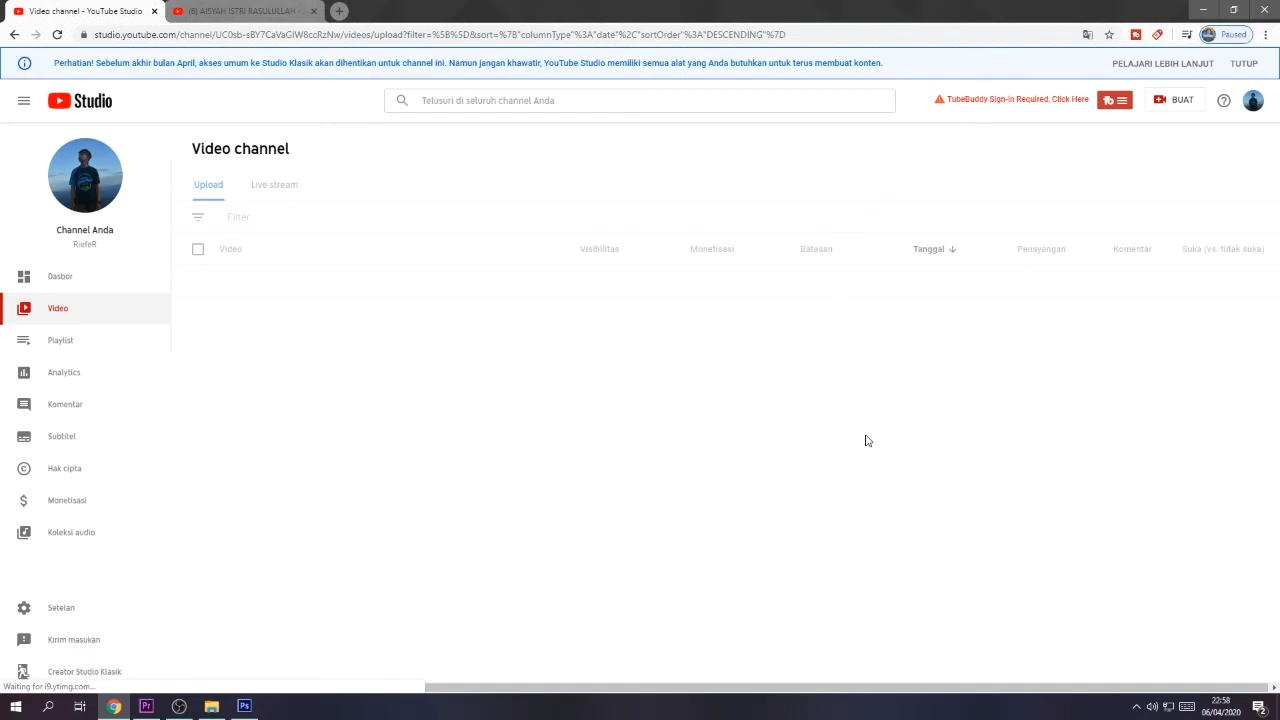 Video channel - YouTube Studio
(6) AISYAH ISTRI RASULULLAH
studio.youtube.com/channel/UC0sb-sBY7CaVaGlW8ccRzNw/videos/upload?filter=%5B%5D&sort=%7B"columnType"%3A"date"%2C"sortOrder"%3A"DESCENDING"%7D
Paused
Perhatian! Sebelum akhir bulan April, akses umum ke Studio Klasik akan dihentikan untuk channel ini. Namun jangan khawatir, YouTube Studio memiliki semua alat yang Anda butuhkan untuk terus membuat konten.
PELAJARI LEBIH LANJUT
TUTUP
Studio
Telusuri di seluruh channel Anda
TubeBuddy Sign-in Required, Click Here
BUAT
Video channel
Upload
Live stream
Filter
Video
Visibilitas
Monetisasi
Batasan
Tanggal
Penayangan
Komentar
Suka (vs. tidak suka)
Channel Anda
RiefeR
Dasbor
Video
Playlist
Analytics
Komentar
Subtitel
Hak cipta
Monetisasi
Koleksi audio
Setelan
Kirim masukan
Creator Studio Klasik
Waiting for i9.ytimg.com...
Pr
Ps
22:58
06/04/2020
2